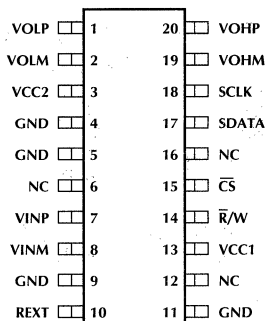 VOLP 1 20 VOHP
VOLM 2 19 VOHM
VCC2 3 18 SCLK
GND 4 17 SDATA
GND 5 16 NC
NC 6 15 C̅S̅
VINP 7 14 R̅/W
VINM 8 13 VCC1
GND 9 12 NC
REXT 10 11 GND